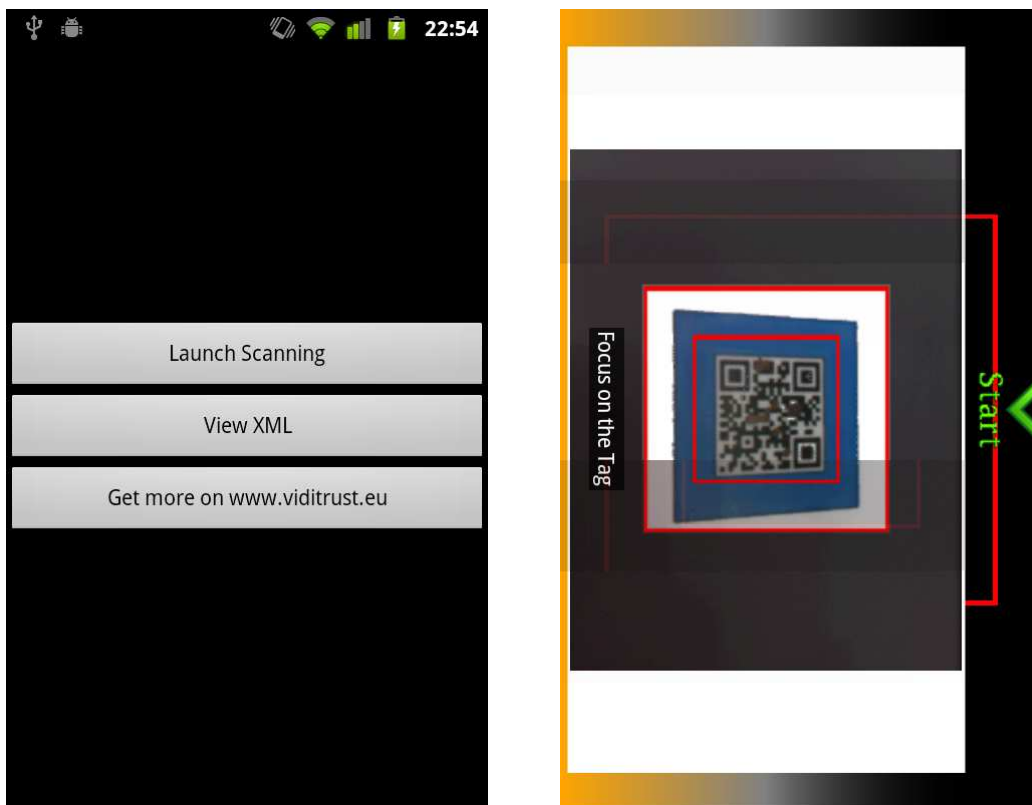 22:54
Launch Scanning
View XML
Get more on www.viditrust.eu
Focus on the Tag
Start